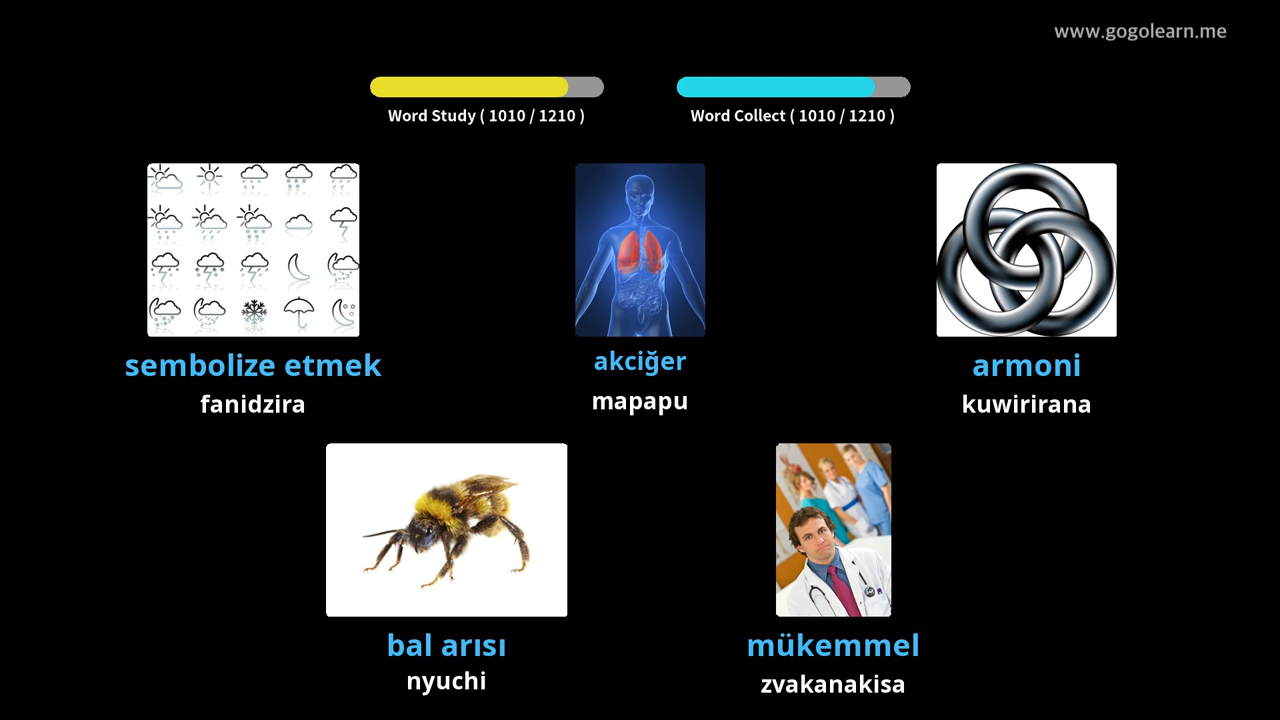 www.gogolearn.me
Word Study ( 1010 / 1210 )
Word Collect ( 1010 / 1210 )
sembolize etmek
fanidzira
akciğer
mapapu
armoni
kuwirirana
bal arısı
nyuchi
mükemmel
zvakanakisa